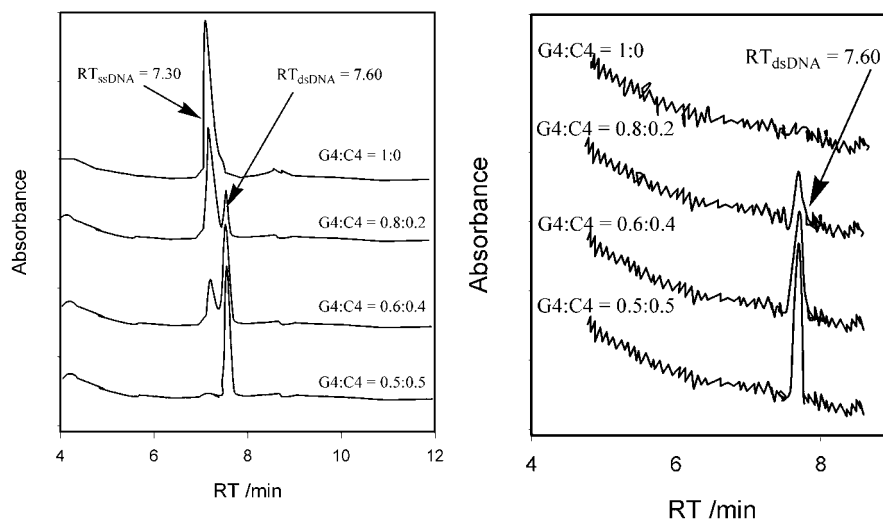 RTssDNA = 7.30
RTdsDNA = 7.60
G4:C4 = 1:0
G4:C4 = 0.8:0.2
G4:C4 = 0.6:0.4
G4:C4 = 0.5:0.5
Absorbance
4 6 8 10 12
RT /min
G4:C4 = 1:0
RTdsDNA = 7.60
G4:C4 = 0.8:0.2
G4:C4 = 0.6:0.4
G4:C4 = 0.5:0.5
Absorbance
4 6 8
RT /min